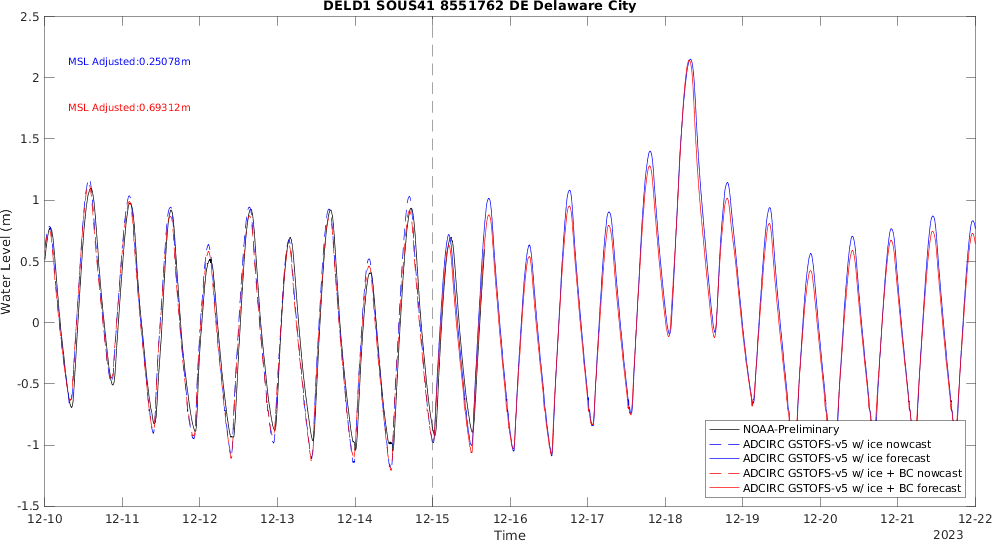 DELD1 SOUS41 8551762 DE Delaware City
MSL Adjusted:0.25078m
MSL Adjusted:0.69312m
Water Level (m)
2.5
2
1.5
1
0.5
0
-0.5
-1
-1.5
NOAA-Preliminary
ADCIRC GSTOFS-v5 w/ ice nowcast
ADCIRC GSTOFS-v5 w/ ice forecast
ADCIRC GSTOFS-v5 w/ ice + BC nowcast
ADCIRC GSTOFS-v5 w/ ice + BC forecast
12-10 12-11 12-12 12-13 12-14 12-15 12-16 12-17 12-18 12-19 12-20 12-21 12-22
Time
2023